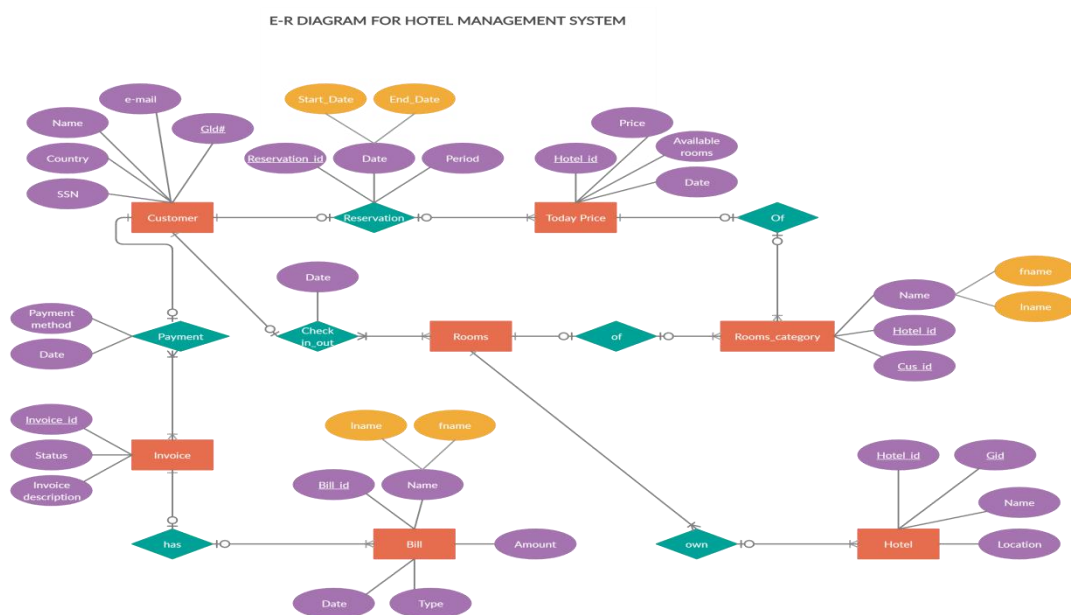 E-R DIAGRAM FOR HOTEL MANAGEMENT SYSTEM
e-mail
Start_Date
End_Date
Name
GId#
Price
Country
Reservation_id
Date
Period
Hotel_id
Available
rooms
SSN
Date
Customer
Reservation
Today Price
Of
Date
Name
fname
lname
Payment
method
Date
Payment
Check
in_out
Rooms
of
Rooms_category
Hotel_id
Cus_id
Invoice_id
Status
Invoice
description
Invoice
lname
fname
Bill_id
Name
Hotel_id
Gid
Name
has
Bill
Amount
own
Hotel
Location
Date
Type